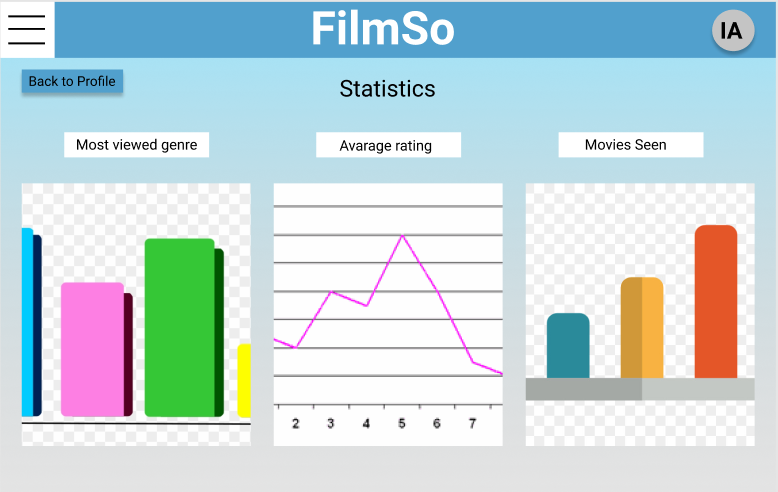 FilmSo
IA
Back to Profile
Statistics
Most viewed genre
Avarage rating
Movies Seen
2 3 4 5 6 7